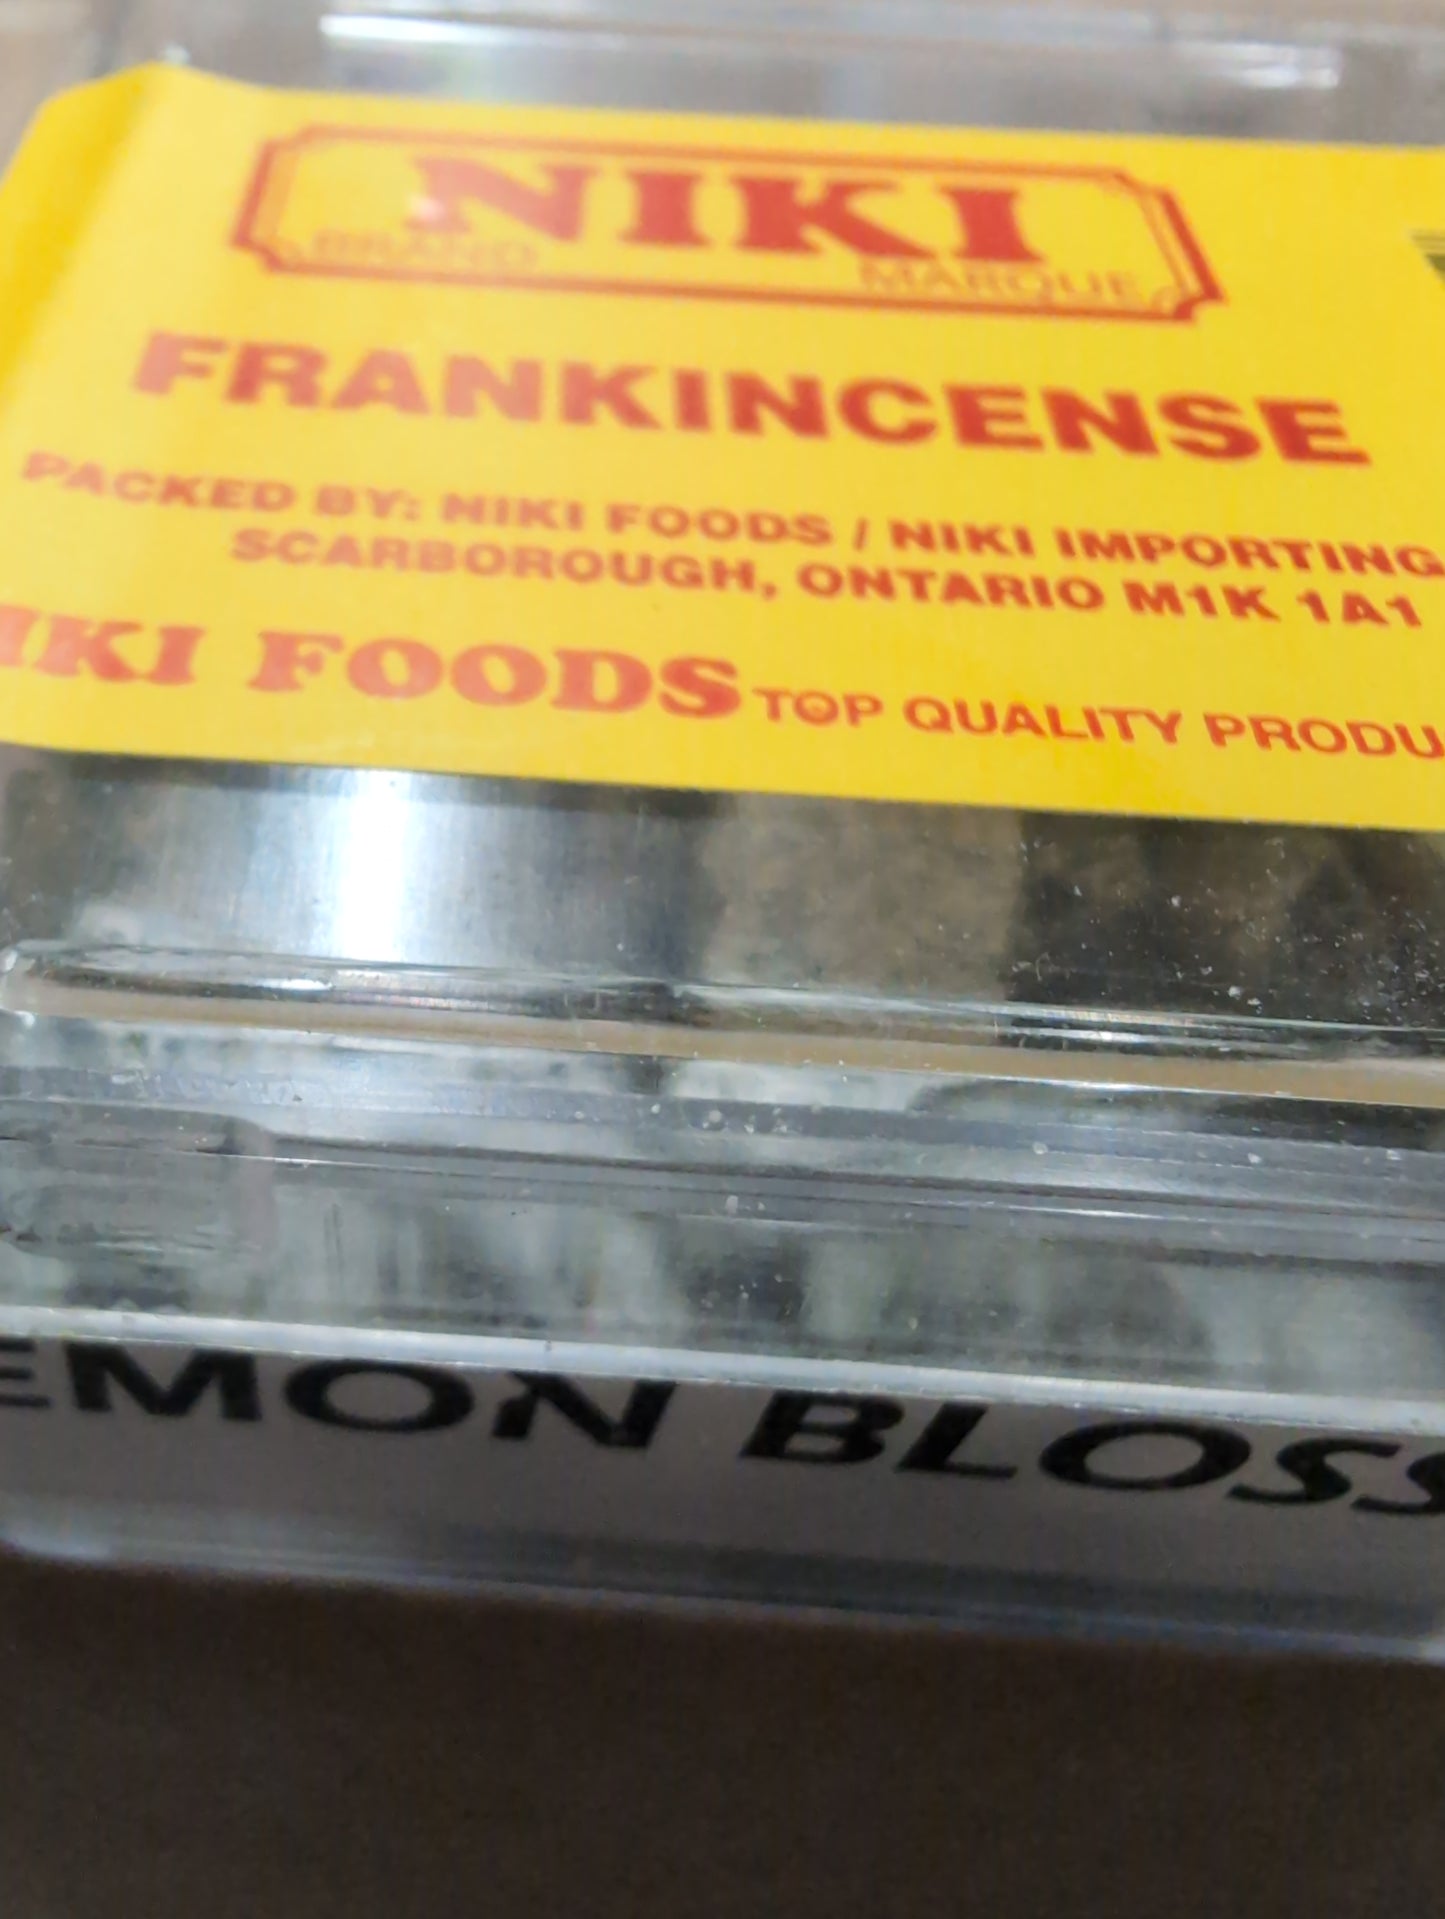 NIKI
BRAND MARQUE
FRANKINCENSE
PACKED BY: NIKI FOODS / NIKI IMPORTING
SCARBOROUGH, ONTARIO M1K 1A1
IKI FOODS TOP QUALITY PRODU
EMON BLOSS